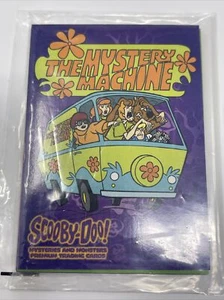 THE MYSTERY
MACHINE
SCOOBY-DOO!
MYSTERIES AND MONSTERS
PREMIUM TRADING CARDS